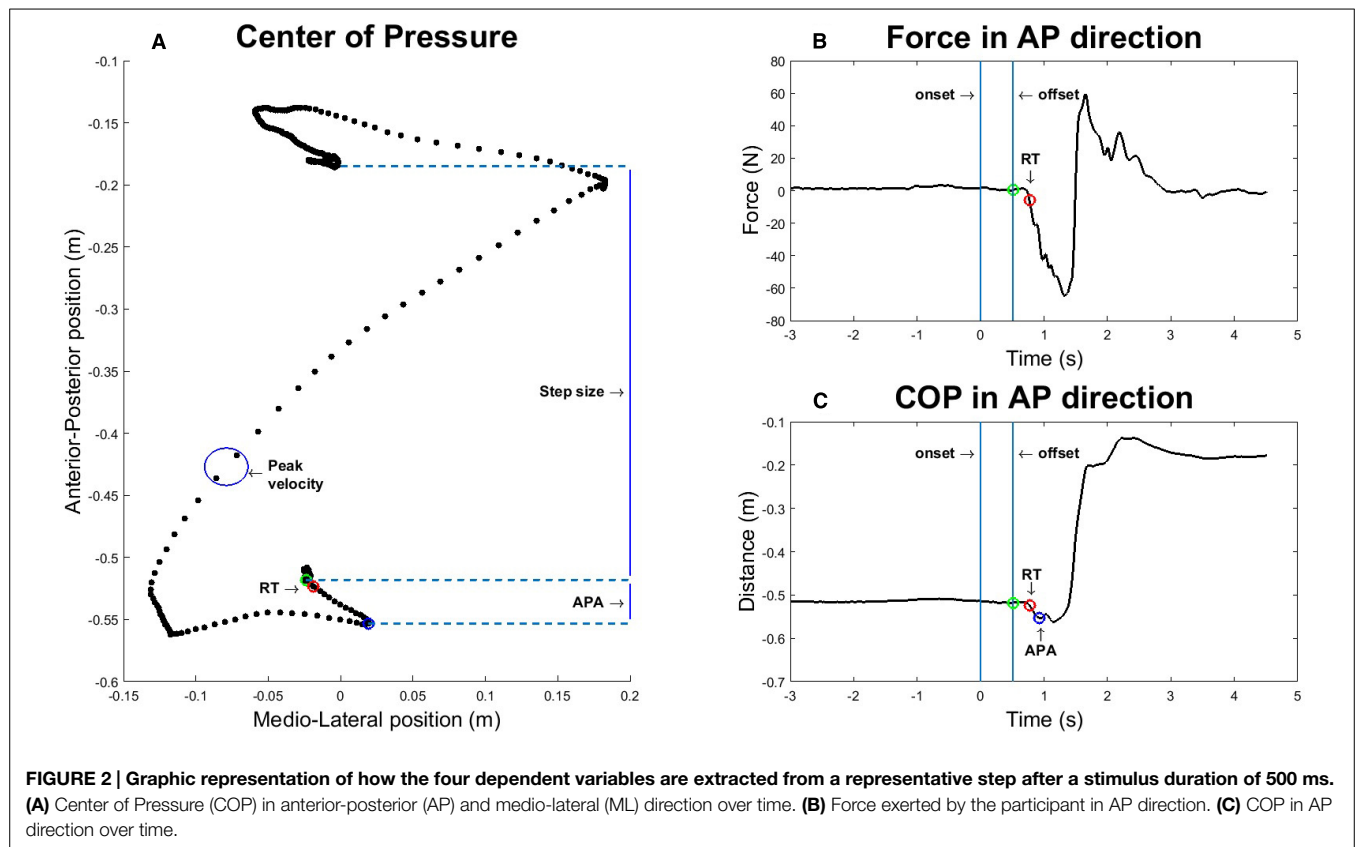 A Center of Pressure
-0.1
-0.15
-0.2
-0.25
-0.3
-0.35
-0.4
-0.45
-0.5
-0.55
-0.6
Anterior-Posterior position (m)
Step size →
← Peak
velocity
RT →
APA →
-0.15 -0.1 -0.05 0 0.05 0.1 0.15 0.2
Medio-Lateral position (m)
B Force in AP direction
80
60
40
20
0
-20
-40
-60
-80
Force (N)
onset → ← offset
RT
↓
-3 -2 -1 0 1 2 3 4 5
Time (s)
C COP in AP direction
-0.1
-0.2
-0.3
-0.4
-0.5
-0.6
-0.7
Distance (m)
onset → ← offset
RT
↓
↑
APA
-3 -2 -1 0 1 2 3 4 5
Time (s)
FIGURE 2 | Graphic representation of how the four dependent variables are extracted from a representative step after a stimulus duration of 500 ms.
(A) Center of Pressure (COP) in anterior-posterior (AP) and medio-lateral (ML) direction over time. (B) Force exerted by the participant in AP direction. (C) COP in AP
direction over time.